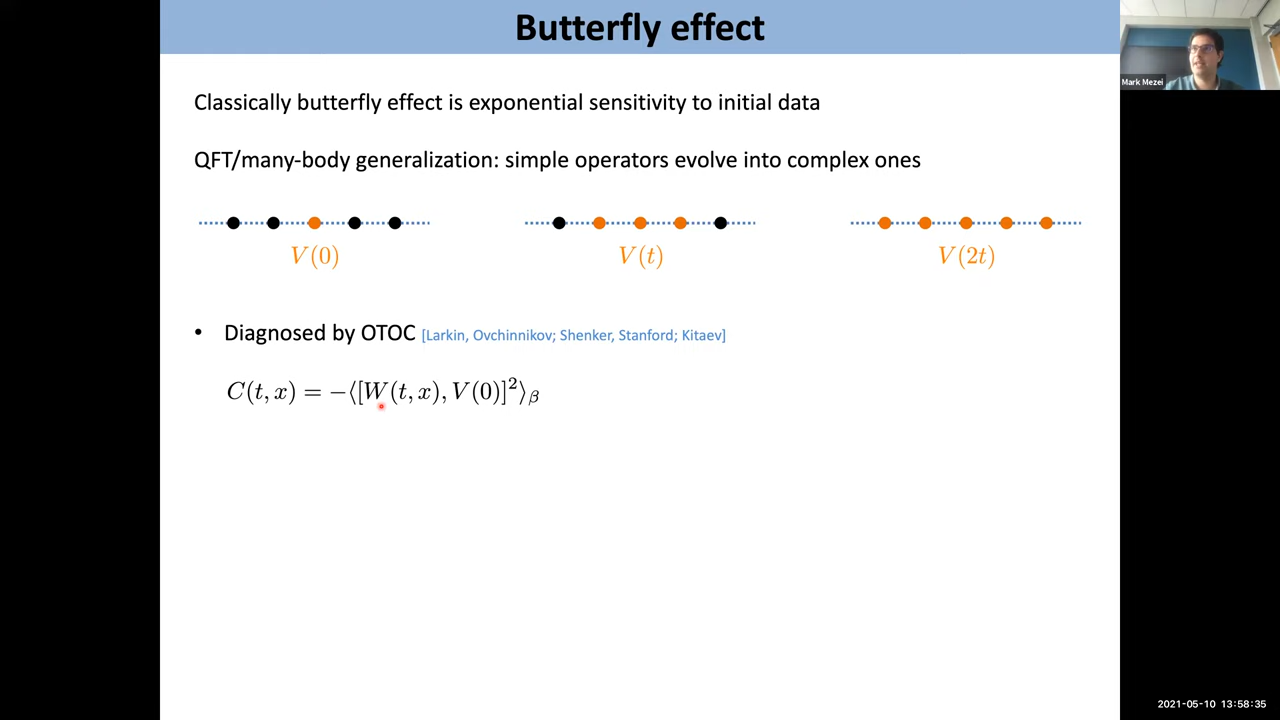 Butterfly effect
Mark Mezei
Classically butterfly effect is exponential sensitivity to initial data
QFT/many-body generalization: simple operators evolve into complex ones
V(0) V(t) V(2t)
• Diagnosed by OTOC [Larkin, Ovchinnikov; Shenker, Stanford; Kitaev]
C(t, x) = −⟨[W(t, x), V(0)]²⟩β
2021-05-10 13:58:35